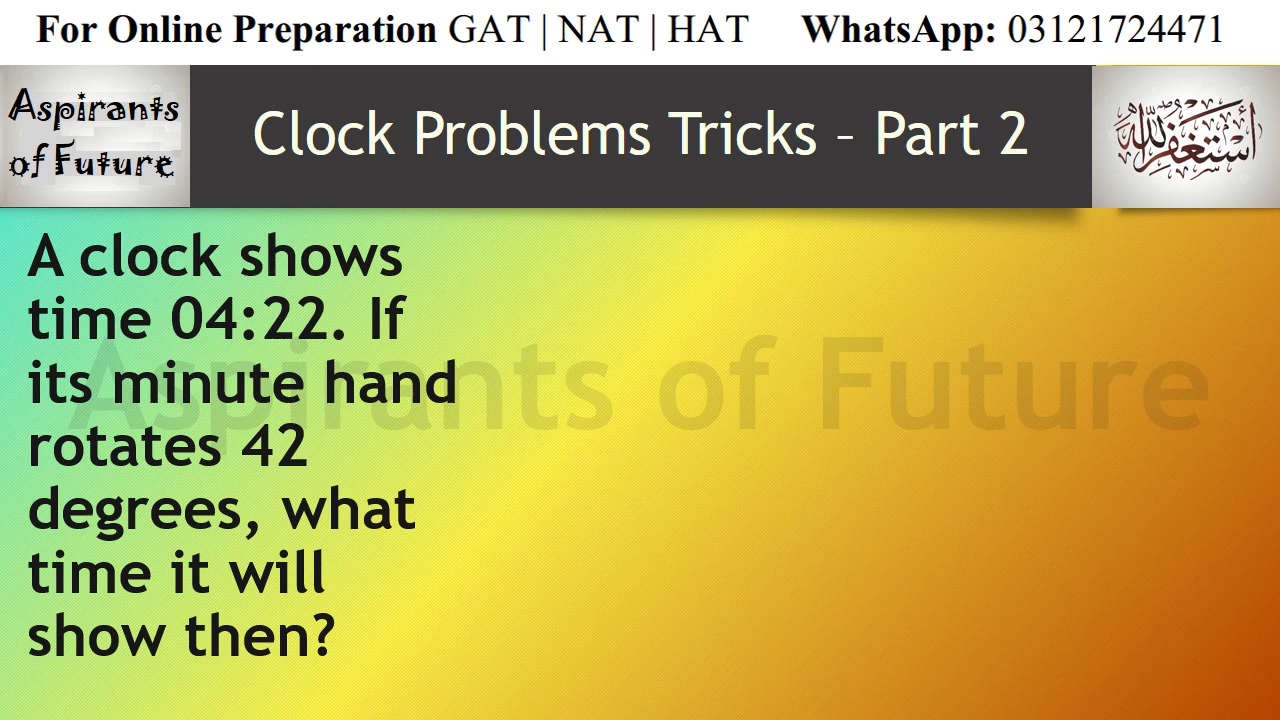 For Online Preparation GAT | NAT | HAT WhatsApp: 03121724471
Aspirants
of Future
Clock Problems Tricks – Part 2
أستغفر الله
A clock shows
time 04:22. If
its minute hand
rotates 42
degrees, what
time it will
show then?
Aspirants of Future